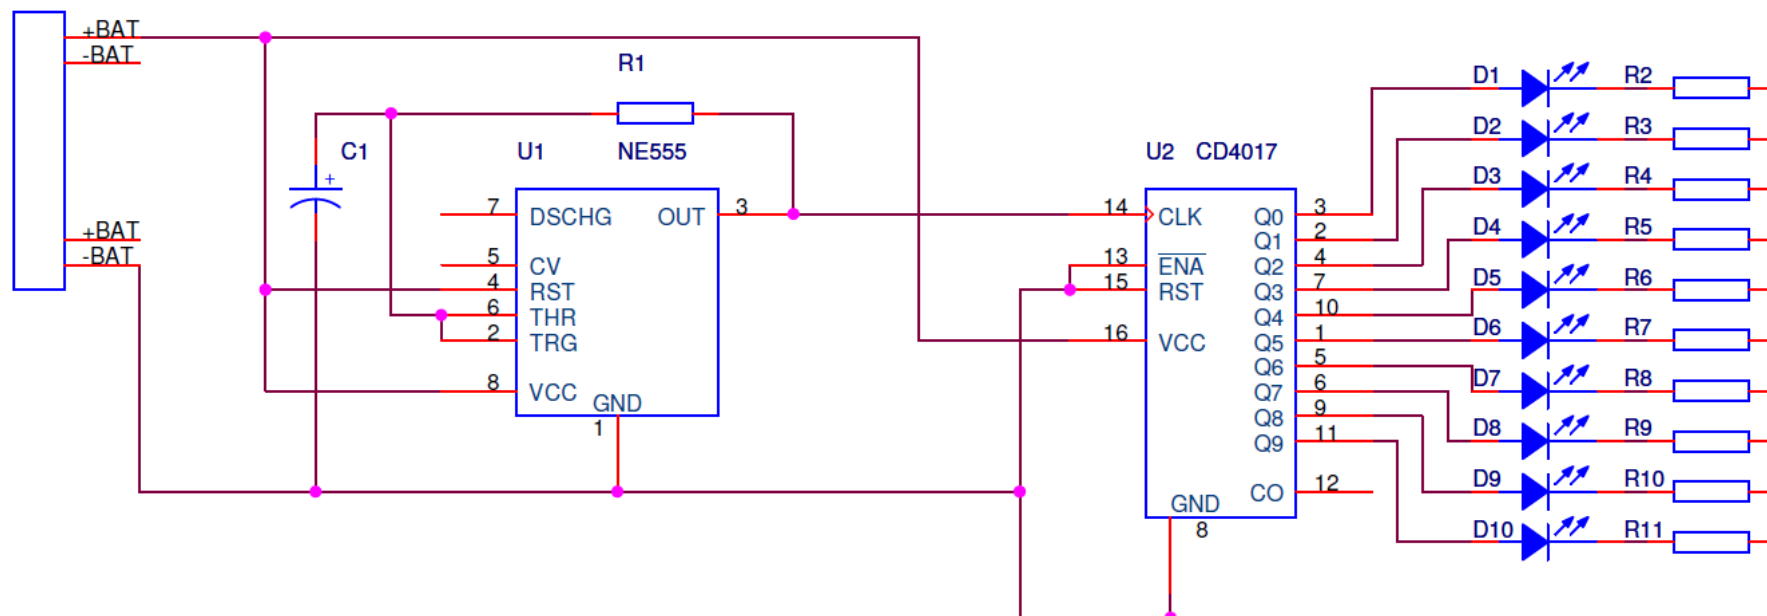 +BAT
-BAT
+BAT
-BAT
C1
R1
U1 NE555
7 DSCHG OUT 3
5 CV
4 RST
6 THR
2 TRG
8 VCC
GND
1
U2 CD4017
14 CLK Q0 3
Q1 2
13 ENA Q2 4
15 RST Q3 7
Q4 10
16 VCC Q5 1
Q6 5
Q7 6
Q8 9
Q9 11
CO 12
GND
8
D1 R2
D2 R3
D3 R4
D4 R5
D5 R6
D6 R7
D7 R8
D8 R9
D9 R10
D10 R11
+